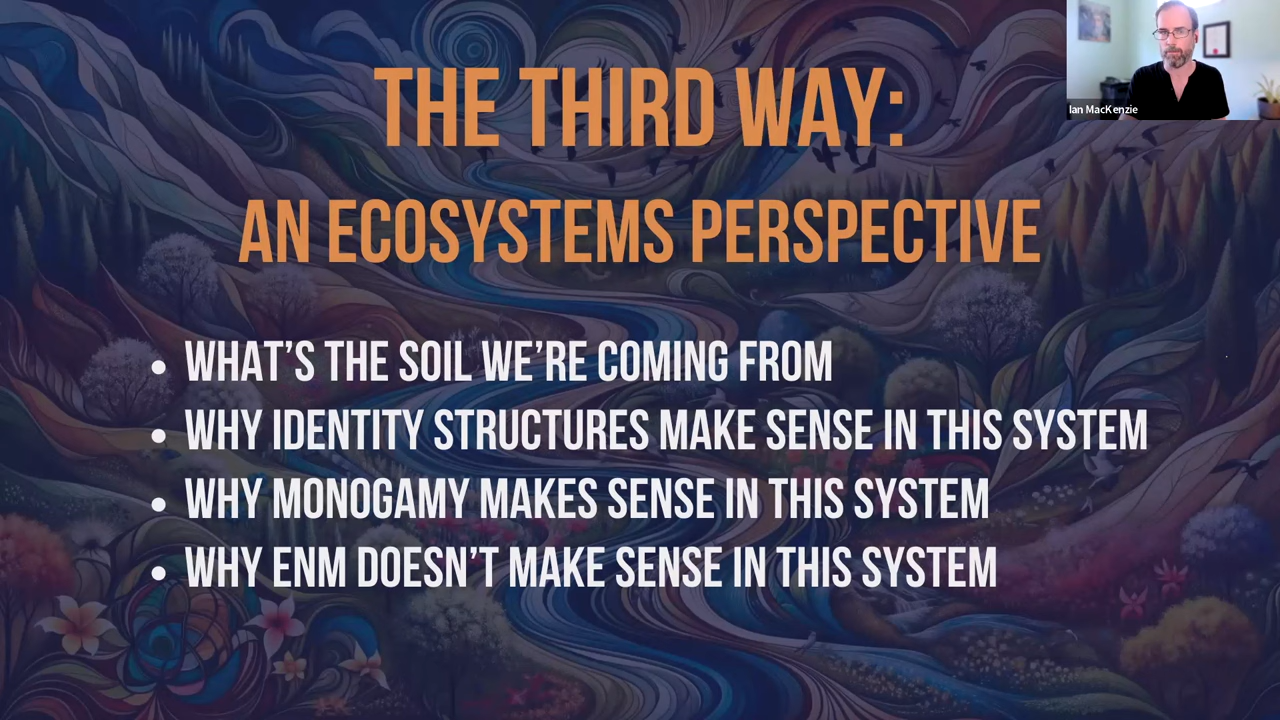 THE THIRD WAY:
Ian MacKenzie
AN ECOSYSTEMS PERSPECTIVE
• WHAT'S THE SOIL WE'RE COMING FROM
• WHY IDENTITY STRUCTURES MAKE SENSE IN THIS SYSTEM
• WHY MONOGAMY MAKES SENSE IN THIS SYSTEM
• WHY ENM DOESN'T MAKE SENSE IN THIS SYSTEM